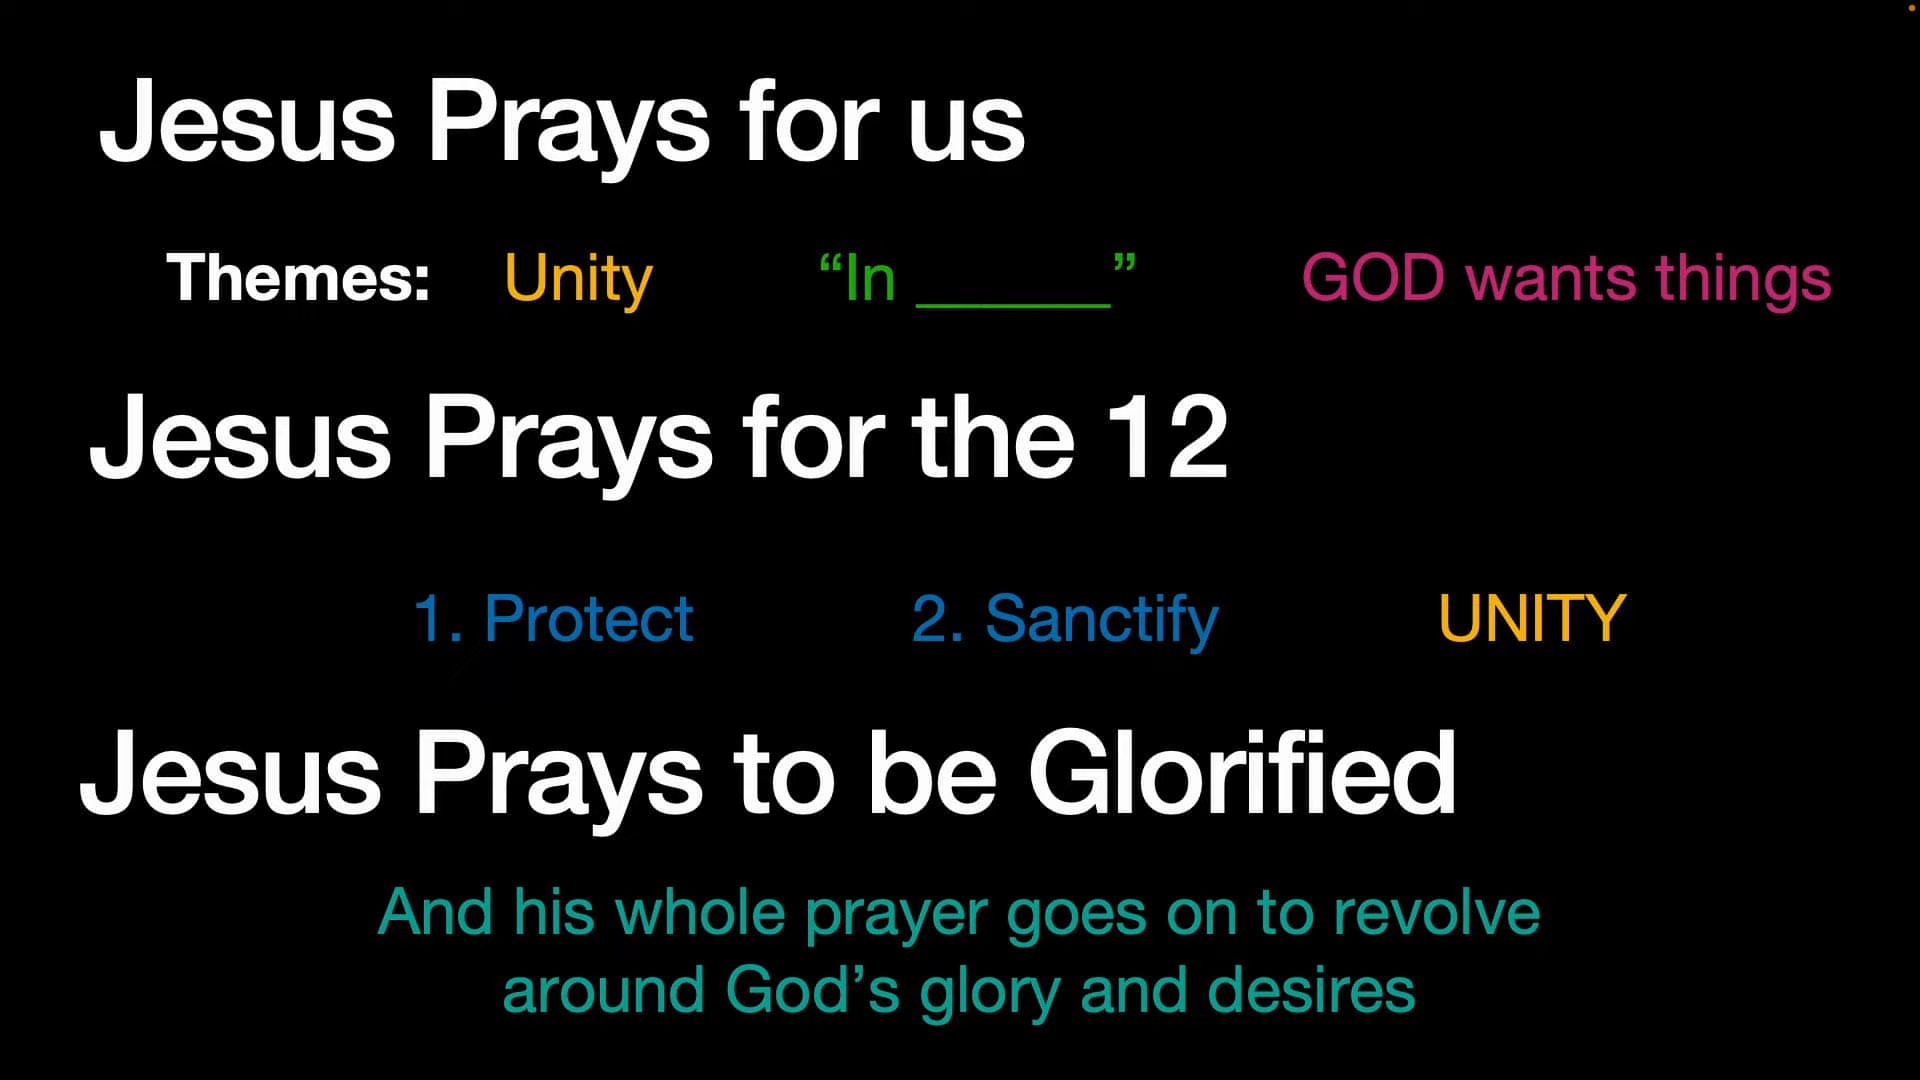 Jesus Prays for us
Themes: Unity “In ______” GOD wants things
Jesus Prays for the 12
1. Protect 2. Sanctify UNITY
Jesus Prays to be Glorified
And his whole prayer goes on to revolve
around God’s glory and desires